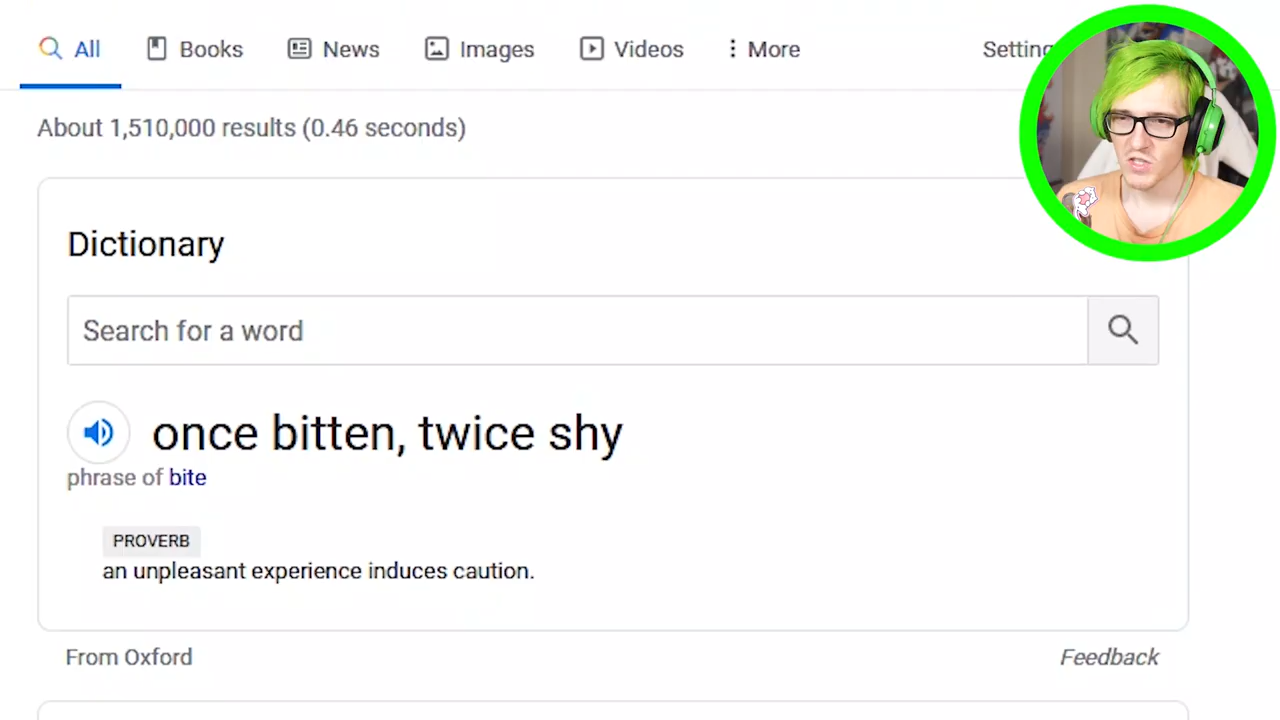 All Books News Images Videos More Setting
About 1,510,000 results (0.46 seconds)
Dictionary
Search for a word
once bitten, twice shy
phrase of bite
PROVERB
an unpleasant experience induces caution.
From Oxford Feedback